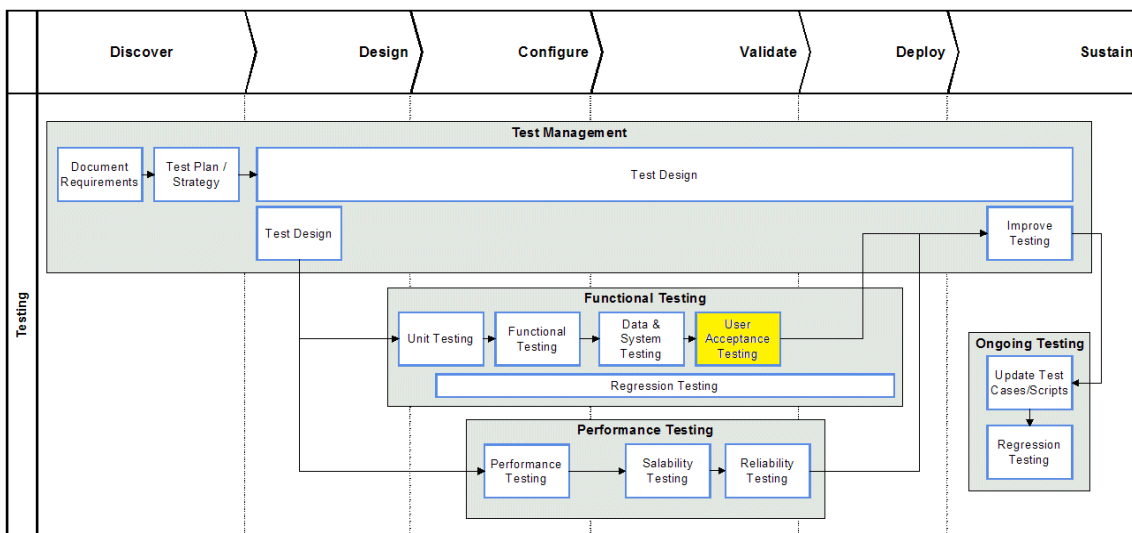 Discover
Design
Configure
Validate
Deploy
Sustain
Testing
Test Management
Document
Requirements
Test Plan /
Strategy
Test Design
Test Design
Improve
Testing
Functional Testing
Unit Testing
Functional
Testing
Data &
System
Testing
User
Acceptance
Testing
Regression Testing
Ongoing Testing
Update Test
Cases/Scripts
Regression
Testing
Performance Testing
Performance
Testing
Salability
Testing
Reliability
Testing